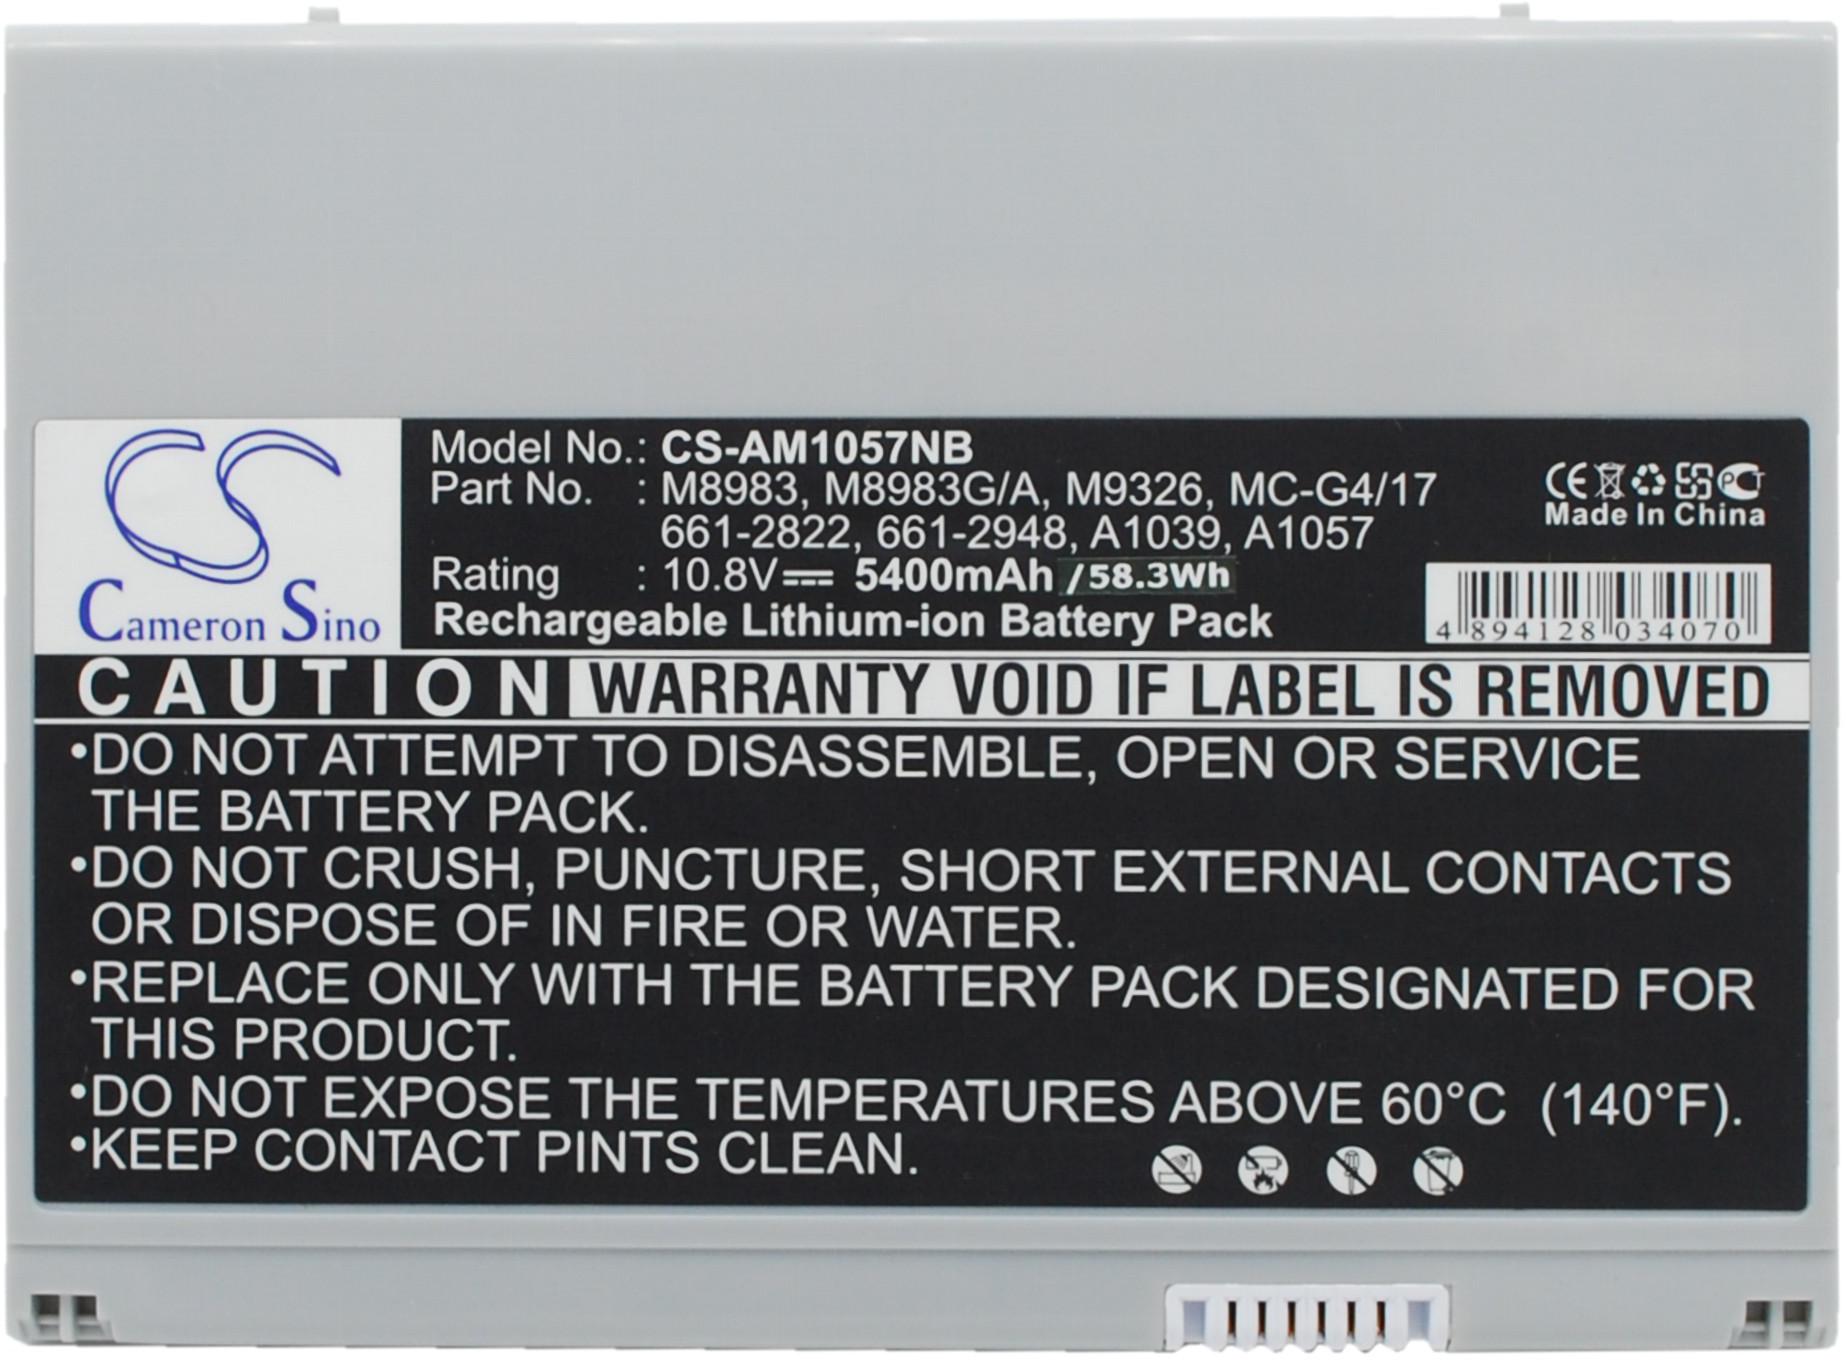 CS
Cameron Sino
Model No.: CS-AM1057NB
Part No. : M8983, M8983G/A, M9326, MC-G4/17
661-2822, 661-2948, A1039, A1057
Rating : 10.8V 5400mAh /58.3Wh
Rechargeable Lithium-ion Battery Pack
CE PCT
Made In China
4 894128 034070
CAUTION WARRANTY VOID IF LABEL IS REMOVED
•DO NOT ATTEMPT TO DISASSEMBLE, OPEN OR SERVICE
THE BATTERY PACK.
•DO NOT CRUSH, PUNCTURE, SHORT EXTERNAL CONTACTS
OR DISPOSE OF IN FIRE OR WATER.
•REPLACE ONLY WITH THE BATTERY PACK DESIGNATED FOR
THIS PRODUCT.
•DO NOT EXPOSE THE TEMPERATURES ABOVE 60°C (140°F).
•KEEP CONTACT PINTS CLEAN.